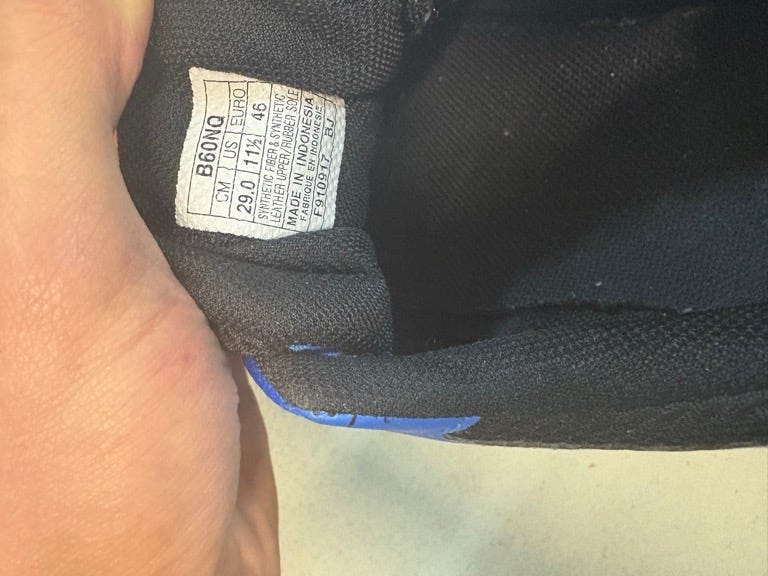 B60NQ
CM US EURO
29.0 11½ 46
SYNTHETIC FIBER & SYNTHETIC
LEATHER UPPER/RUBBER SOLE
MADE IN INDONESIA
FABRIQUE EN INDONESIE
F910917 BJ